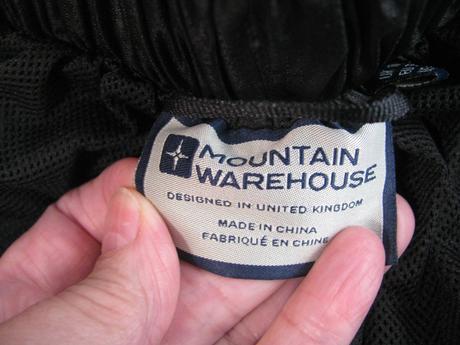 MOUNTAIN
WAREHOUSE
DESIGNED IN UNITED KINGDOM
MADE IN CHINA
FABRIQUÉ EN CHINE